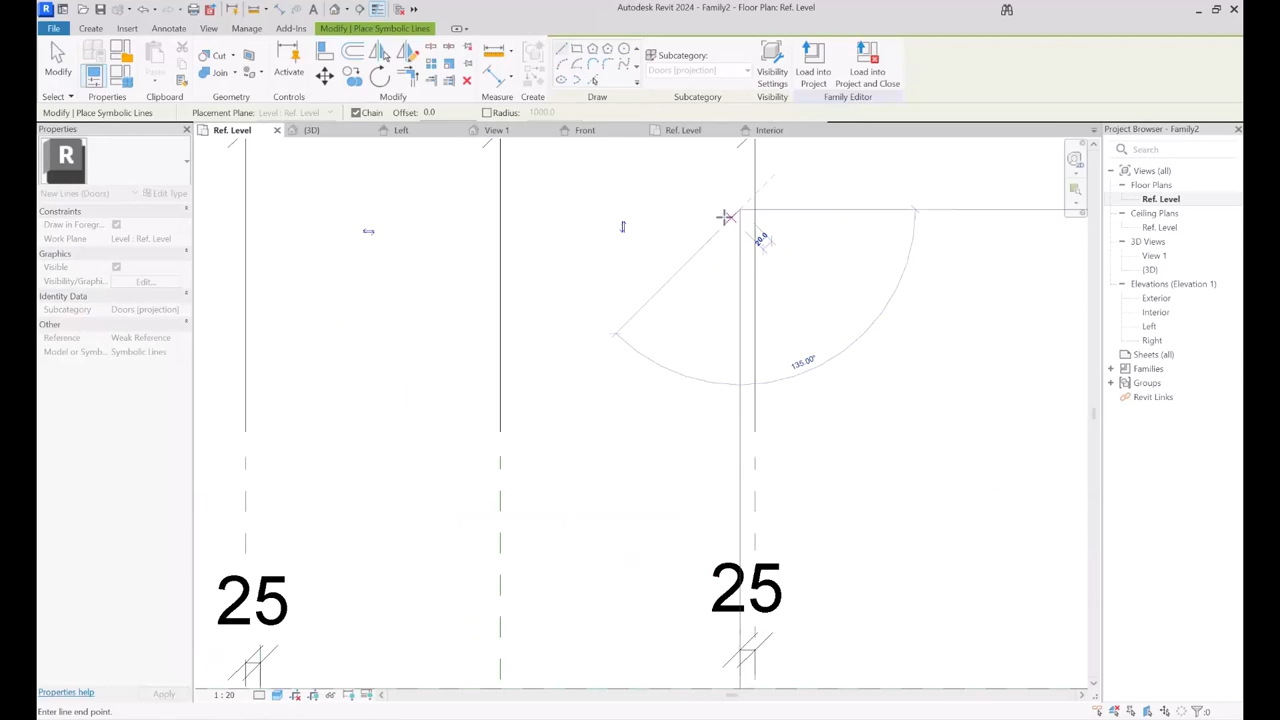 Autodesk Revit 2024 - Family2 - Floor Plan: Ref. Level
File Create Insert Annotate View Manage Add-Ins Modify | Place Symbolic Lines
Modify
Paste
Cut
Join
Activate
Create
Subcategory:
Doors [projection]
Visibility Settings
Load into Project
Load into Project and Close
Select Properties Clipboard Geometry Controls Modify Measure Create Draw Subcategory Visibility Family Editor
Modify | Place Symbolic Lines Placement Plane: Level : Ref. Level Chain Offset: 0.0 Radius: 1000.0
Properties
Ref. Level (3D) Left View 1 Front Ref. Level Interior
Project Browser - Family2
R
New Lines (Doors) Edit Type
Constraints
Draw in Foregr...
Work Plane Level : Ref. Level
Graphics
Visible
Visibility/Graphi... Edit...
Identity Data
Subcategory Doors [projection]
Other
Reference Weak Reference
Model or Symb... Symbolic Lines
20.0
135.00°
25
25
Search
Views (all)
Floor Plans
Ref. Level
Ceiling Plans
Ref. Level
3D Views
View 1
{3D}
Elevations (Elevation 1)
Exterior
Interior
Left
Right
Sheets (all)
Families
Groups
Revit Links
Properties help Apply
1 : 20
Enter line end point.
:0